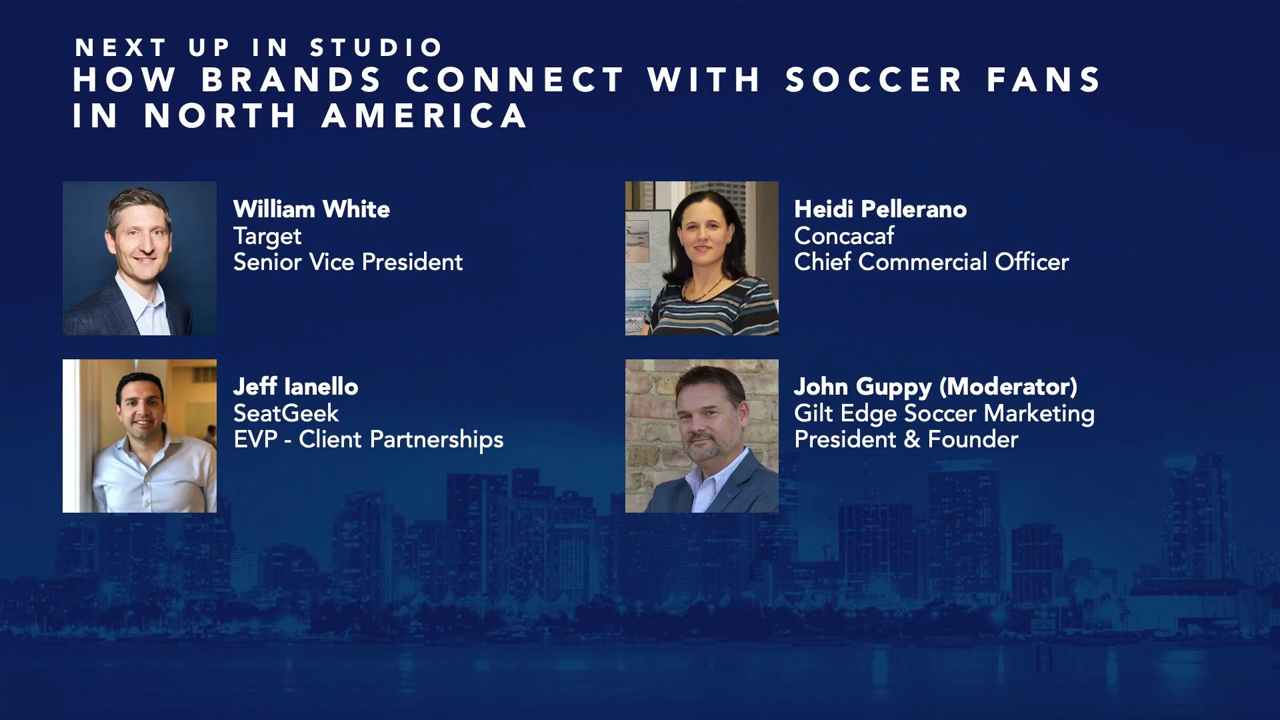 NEXT UP IN STUDIO
HOW BRANDS CONNECT WITH SOCCER FANS
IN NORTH AMERICA
William White
Target
Senior Vice President
Heidi Pellerano
Concacaf
Chief Commercial Officer
Jeff Ianello
SeatGeek
EVP - Client Partnerships
John Guppy (Moderator)
Gilt Edge Soccer Marketing
President & Founder